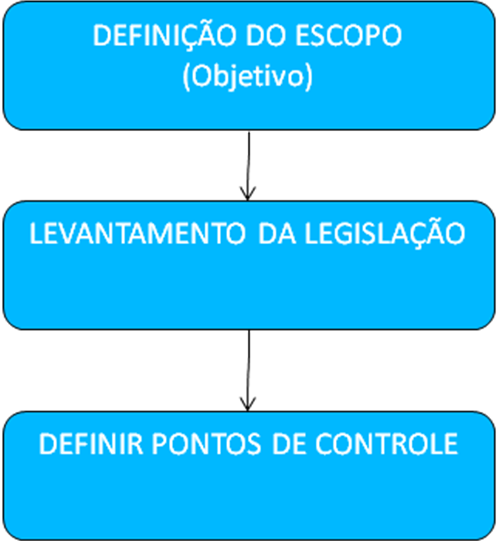 DEFINIÇÃO DO ESCOPO
(Objetivo)
LEVANTAMENTO DA LEGISLAÇÃO
DEFINIR PONTOS DE CONTROLE